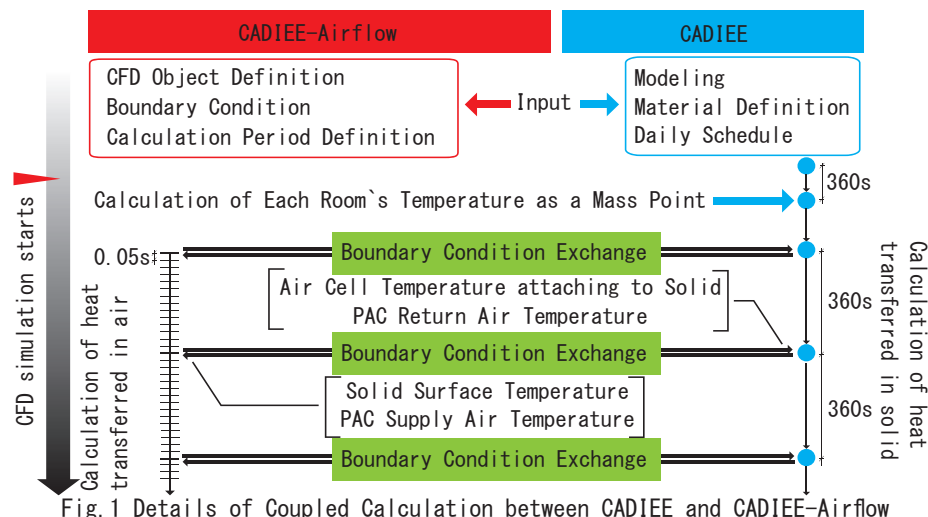 CADIEE-Airflow
CADIEE
CFD Object Definition
Boundary Condition
Calculation Period Definition
Input
Modeling
Material Definition
Daily Schedule
360s
Calculation of Each Room`s Temperature as a Mass Point
CFD simulation starts
0.05s
Boundary Condition Exchange
Calculation of heat
transferred in air
Air Cell Temperature attaching to Solid
PAC Return Air Temperature
360s
Calculation of heat
transferred in solid
Boundary Condition Exchange
Solid Surface Temperature
PAC Supply Air Temperature
360s
Boundary Condition Exchange
Fig.1 Details of Coupled Calculation between CADIEE and CADIEE-Airflow